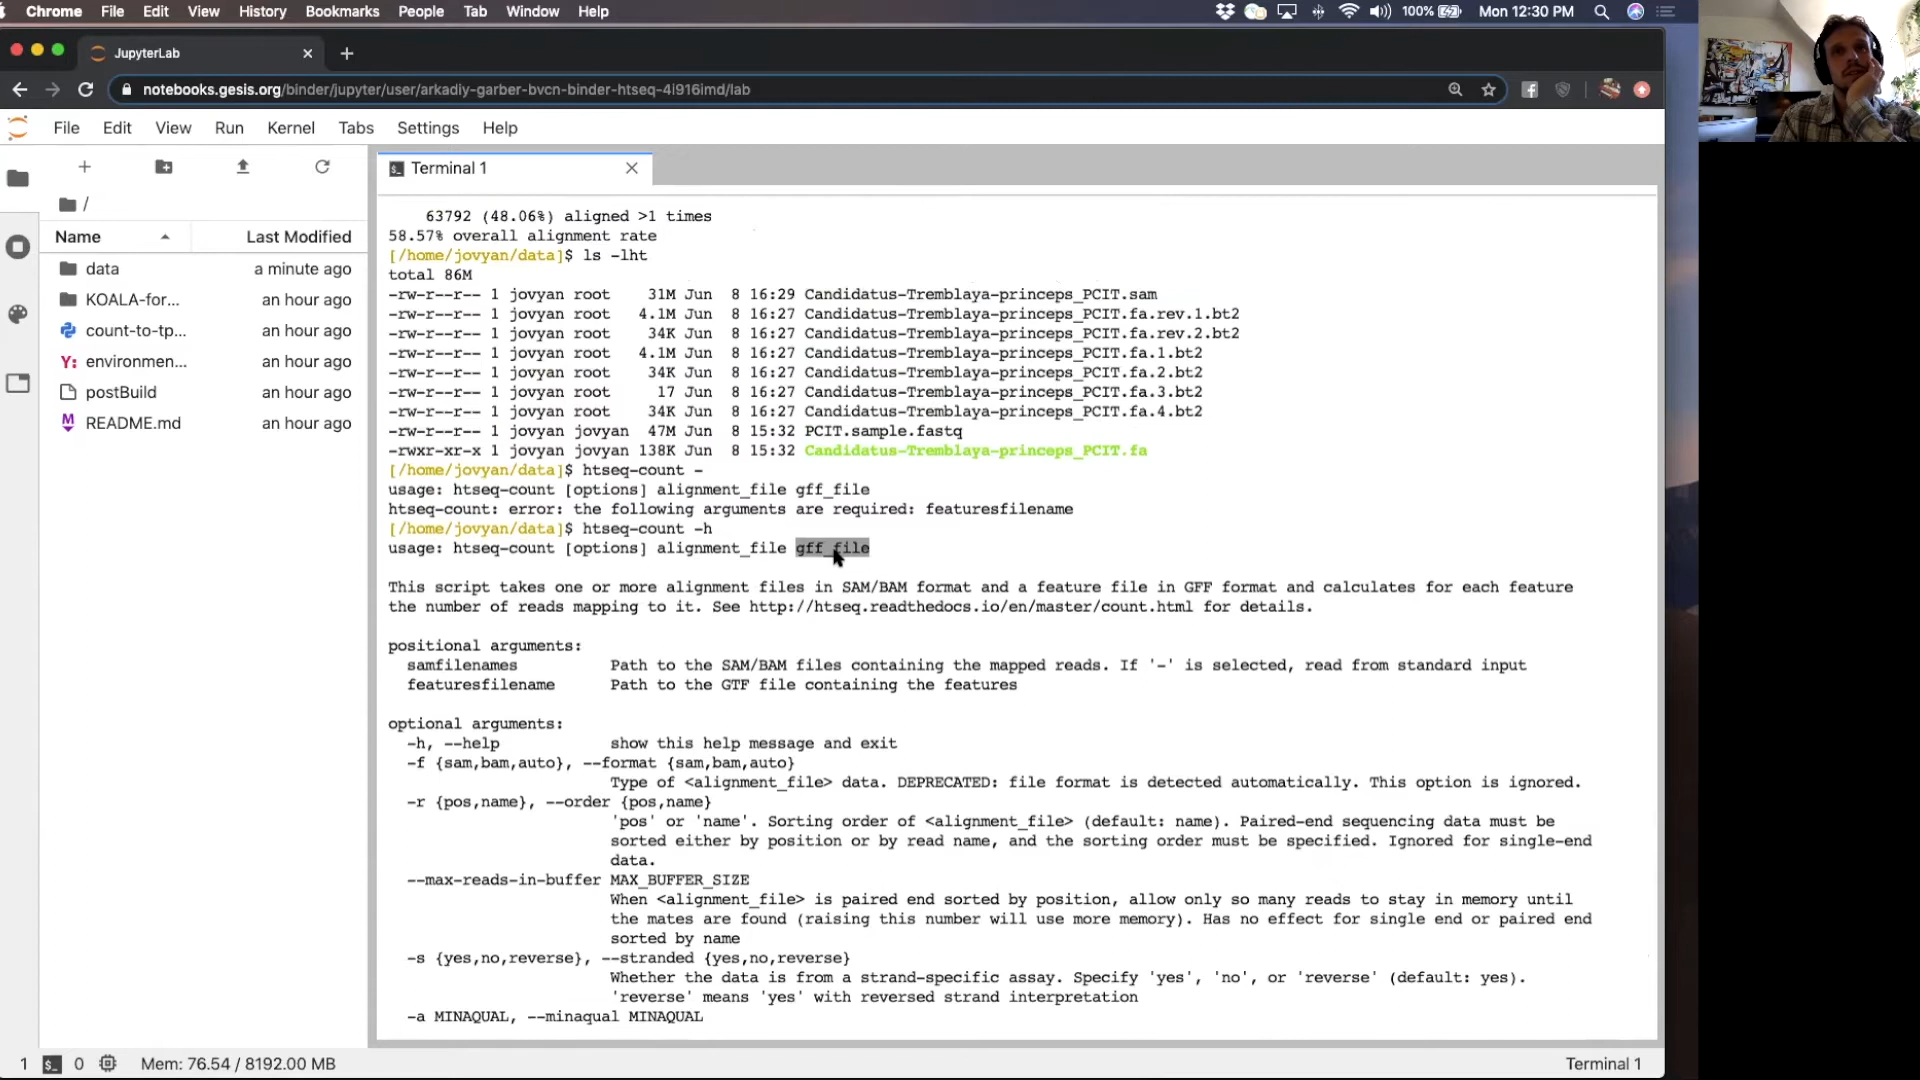 Chrome File Edit View History Bookmarks People Tab Window Help 100% Mon 12:30 PM
JupyterLab
notebooks.gesis.org/binder/jupyter/user/arkadiy-garber-bvcn-binder-htseq-4i916imd/lab
File Edit View Run Kernel Tabs Settings Help
Terminal 1
/
Name Last Modified
data a minute ago
KOALA-for... an hour ago
count-to-tp... an hour ago
Y: environmen... an hour ago
postBuild an hour ago
README.md an hour ago
63792 (48.06%) aligned >1 times
58.57% overall alignment rate
[/home/jovyan/data]$ ls -lht
total 86M
-rw-r--r-- 1 jovyan root 31M Jun 8 16:29 Candidatus-Tremblaya-princeps_PCIT.sam
-rw-r--r-- 1 jovyan root 4.1M Jun 8 16:27 Candidatus-Tremblaya-princeps_PCIT.fa.rev.1.bt2
-rw-r--r-- 1 jovyan root 34K Jun 8 16:27 Candidatus-Tremblaya-princeps_PCIT.fa.rev.2.bt2
-rw-r--r-- 1 jovyan root 4.1M Jun 8 16:27 Candidatus-Tremblaya-princeps_PCIT.fa.1.bt2
-rw-r--r-- 1 jovyan root 34K Jun 8 16:27 Candidatus-Tremblaya-princeps_PCIT.fa.2.bt2
-rw-r--r-- 1 jovyan root 17 Jun 8 16:27 Candidatus-Tremblaya-princeps_PCIT.fa.3.bt2
-rw-r--r-- 1 jovyan root 34K Jun 8 16:27 Candidatus-Tremblaya-princeps_PCIT.fa.4.bt2
-rw-r--r-- 1 jovyan jovyan 47M Jun 8 15:32 PCIT.sample.fastq
-rwxr-xr-x 1 jovyan jovyan 138K Jun 8 15:32 Candidatus-Tremblaya-princeps_PCIT.fa
[/home/jovyan/data]$ htseq-count -
usage: htseq-count [options] alignment_file gff_file
htseq-count: error: the following arguments are required: featuresfilename
[/home/jovyan/data]$ htseq-count -h
usage: htseq-count [options] alignment_file gff_file
This script takes one or more alignment files in SAM/BAM format and a feature file in GFF format and calculates for each feature
the number of reads mapping to it. See http://htseq.readthedocs.io/en/master/count.html for details.
positional arguments:
samfilenames Path to the SAM/BAM files containing the mapped reads. If '-' is selected, read from standard input
featuresfilename Path to the GTF file containing the features
optional arguments:
-h, --help show this help message and exit
-f {sam,bam,auto}, --format {sam,bam,auto}
Type of <alignment_file> data. DEPRECATED: file format is detected automatically. This option is ignored.
-r {pos,name}, --order {pos,name}
'pos' or 'name'. Sorting order of <alignment_file> (default: name). Paired-end sequencing data must be
sorted either by position or by read name, and the sorting order must be specified. Ignored for single-end
data.
--max-reads-in-buffer MAX_BUFFER_SIZE
When <alignment_file> is paired end sorted by position, allow only so many reads to stay in memory until
the mates are found (raising this number will use more memory). Has no effect for single end or paired end
sorted by name
-s {yes,no,reverse}, --stranded {yes,no,reverse}
Whether the data is from a strand-specific assay. Specify 'yes', 'no', or 'reverse' (default: yes).
'reverse' means 'yes' with reversed strand interpretation
-a MINAQUAL, --minaqual MINAQUAL
1 $_ 0 Mem: 76.54 / 8192.00 MB Terminal 1